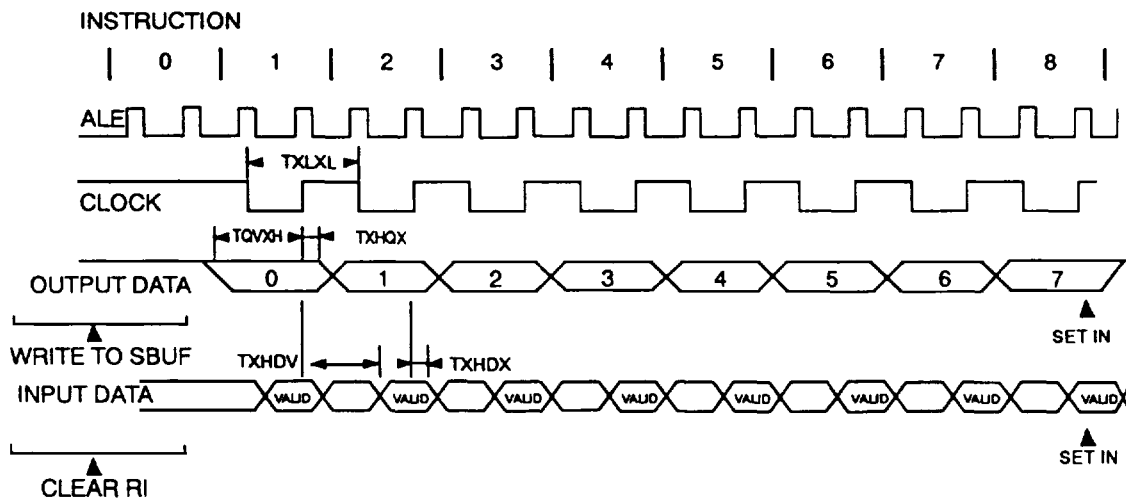 INSTRUCTION
0 1 2 3 4 5 6 7 8
ALE
TXLXL
CLOCK
TQVXH TXHQX
OUTPUT DATA 0 1 2 3 4 5 6 7
SET IN
WRITE TO SBUF
TXHDV TXHDX
INPUT DATA VALID VALID VALID VALID VALID VALID VALID VALID
SET IN
CLEAR RI